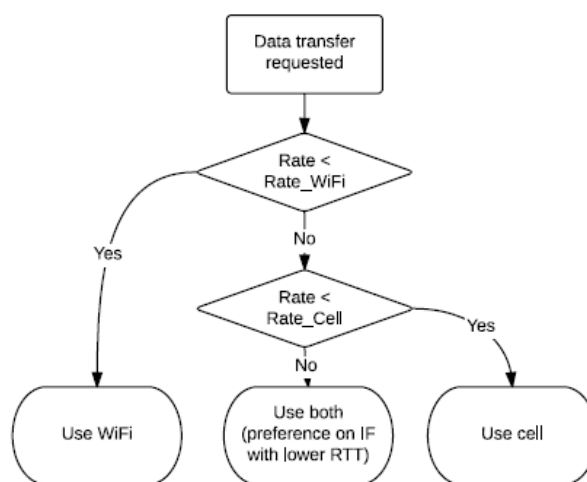 Data transfer
requested
Rate <
Rate_WiFi
No
Yes
Rate <
Rate_Cell
Yes
No
Use WiFi
Use both
(preference on IF
with lower RTT)
Use cell